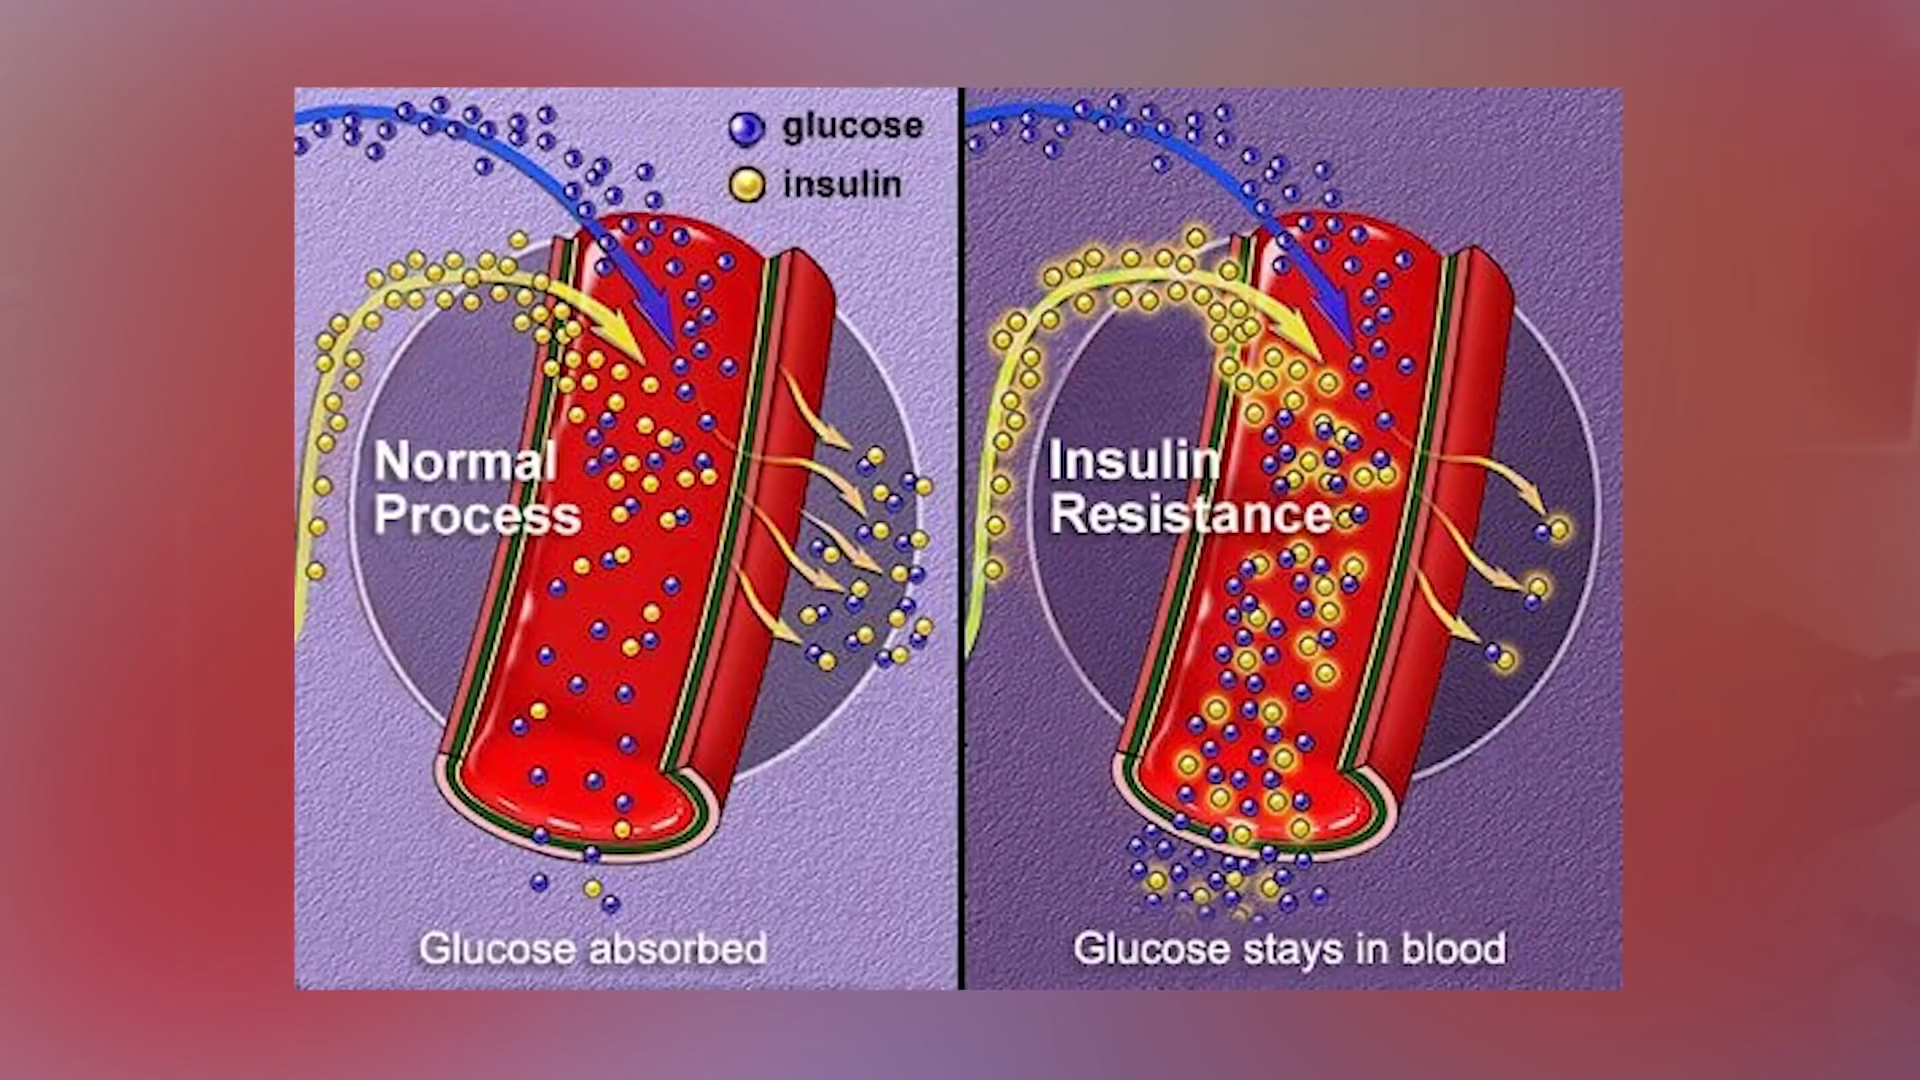 glucose
insulin
Normal
Process
Glucose absorbed
Insulin
Resistance
Glucose stays in blood